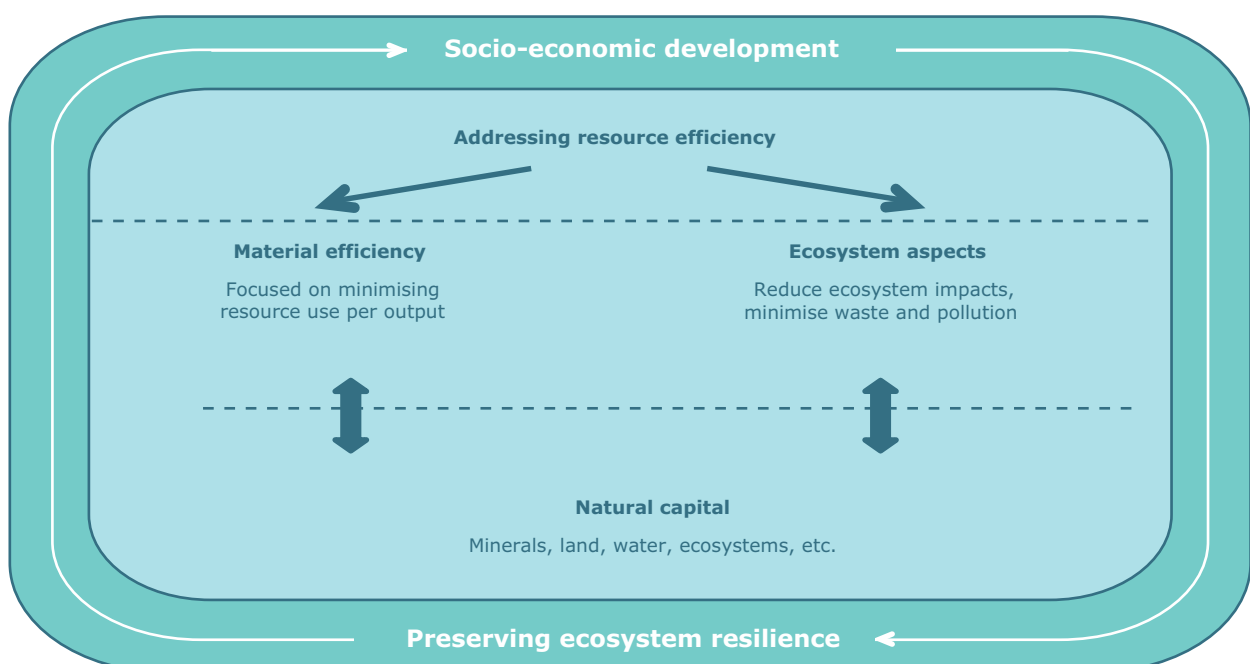 Socio-economic development
Addressing resource efficiency
Material efficiency
Focused on minimising
resource use per output
Ecosystem aspects
Reduce ecosystem impacts,
minimise waste and pollution
Natural capital
Minerals, land, water, ecosystems, etc.
Preserving ecosystem resilience